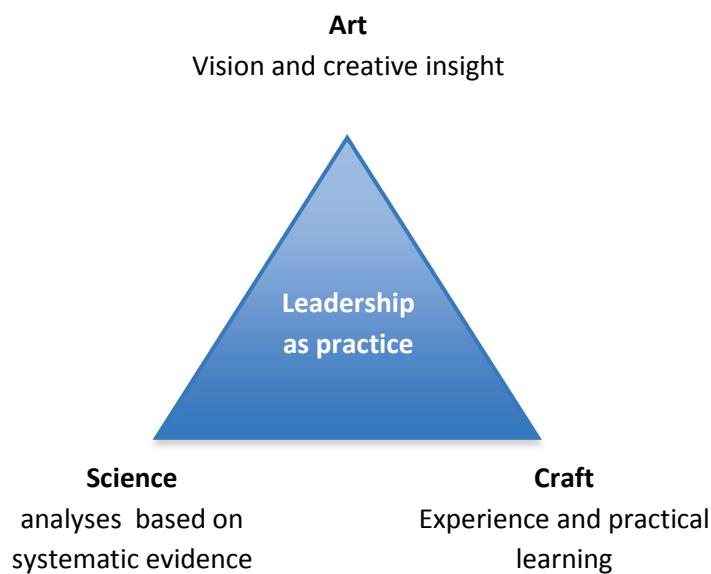 Art
Vision and creative insight
Leadership
as practice
Science
analyses  based on
systematic evidence
Craft
Experience and practical
learning